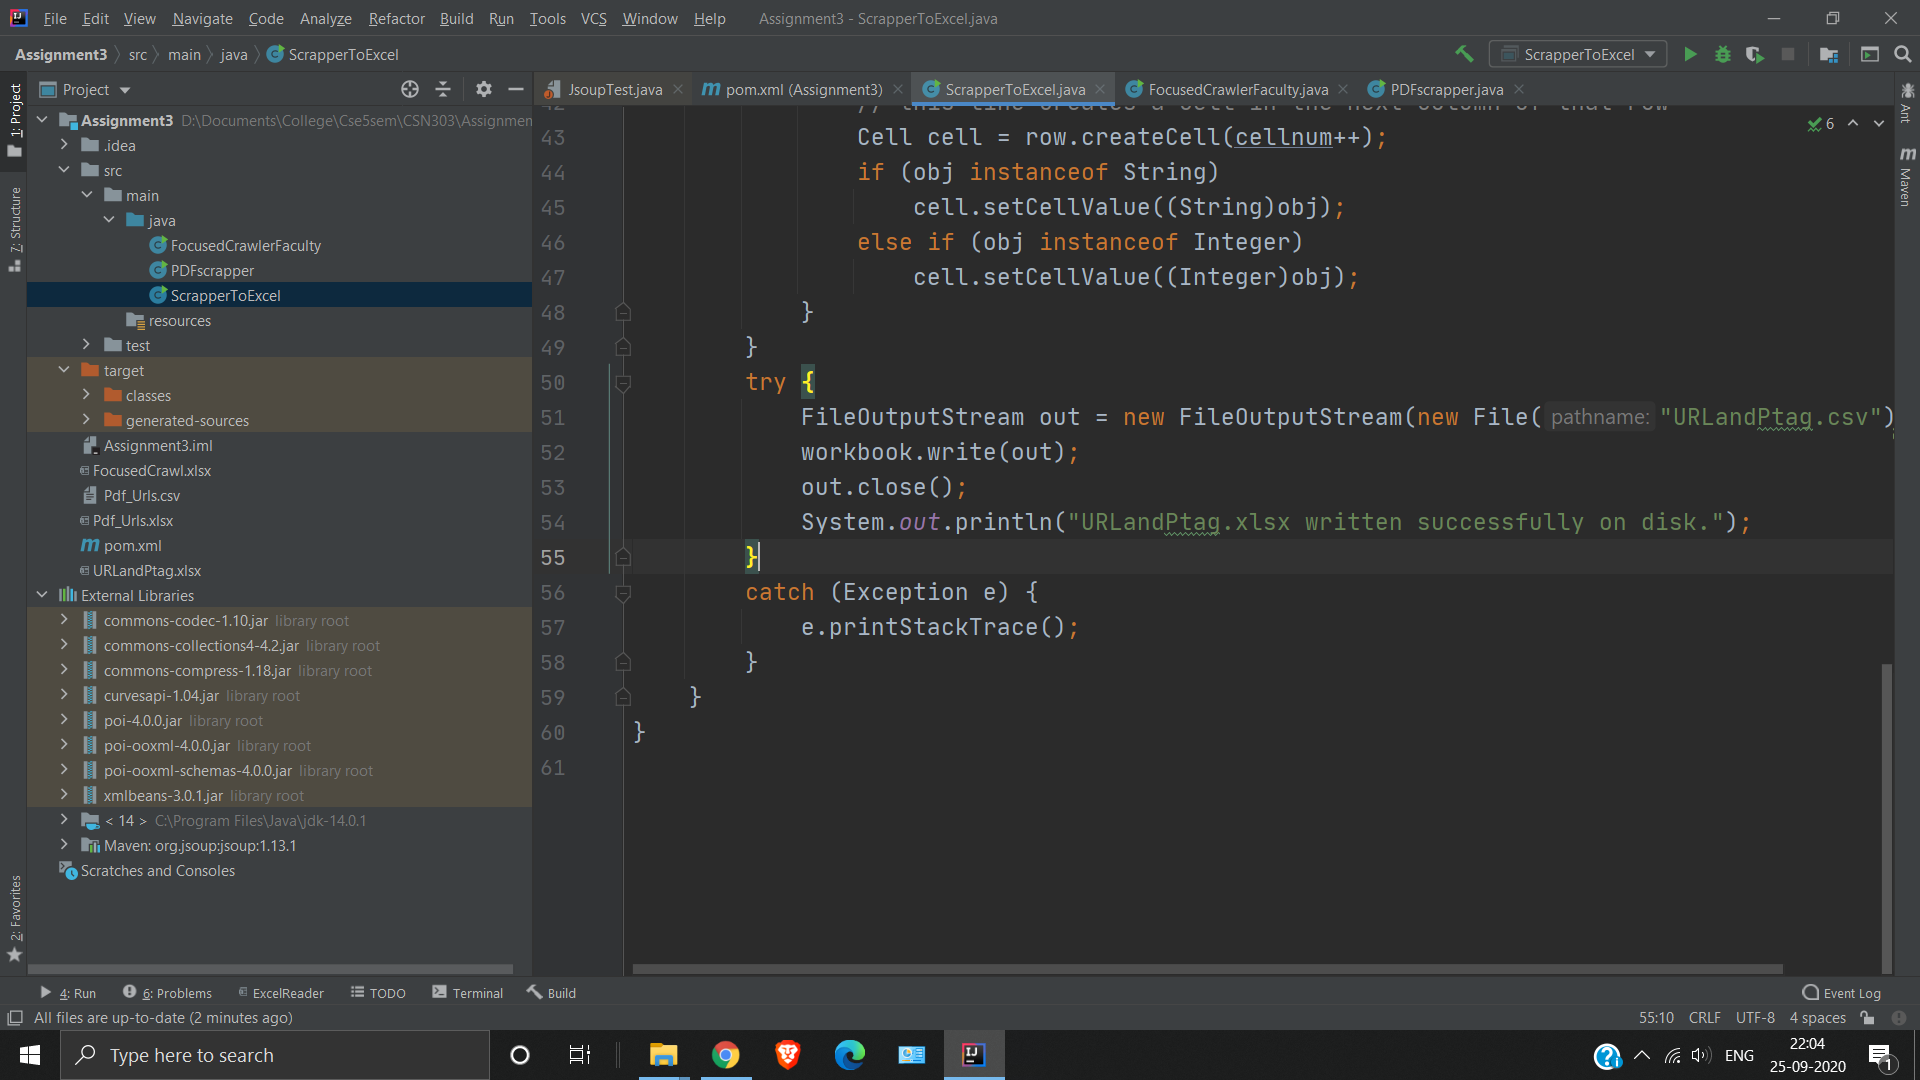 File Edit View Navigate Code Analyze Refactor Build Run Tools VCS Window Help Assignment3 - ScrapperToExcel.java
Assignment3 src main java ScrapperToExcel ScrapperToExcel
Project JsoupTest.java pom.xml (Assignment3) ScrapperToExcel.java FocusedCrawlerFaculty.java PDFscrapper.java
1: Project
7: Structure
2: Favorites
Assignment3 D:\Documents\College\Cse5sem\CSN303\Assignmen
.idea
src
main
java
FocusedCrawlerFaculty
PDFscrapper
ScrapperToExcel
resources
test
target
classes
generated-sources
Assignment3.iml
FocusedCrawl.xlsx
Pdf_Urls.csv
Pdf_Urls.xlsx
pom.xml
URLandPtag.xlsx
External Libraries
commons-codec-1.10.jar library root
commons-collections4-4.2.jar library root
commons-compress-1.18.jar library root
curvesapi-1.04.jar library root
poi-4.0.0.jar library root
poi-ooxml-4.0.0.jar library root
poi-ooxml-schemas-4.0.0.jar library root
xmlbeans-3.0.1.jar library root
< 14 > C:\Program Files\Java\jdk-14.0.1
Maven: org.jsoup:jsoup:1.13.1
Scratches and Consoles
42 // this line creates a cell in the next column of that row
43 Cell cell = row.createCell(cellnum++);
44 if (obj instanceof String)
45 cell.setCellValue((String)obj);
46 else if (obj instanceof Integer)
47 cell.setCellValue((Integer)obj);
48 }
49 }
50 try {
51 FileOutputStream out = new FileOutputStream(new File( pathname: "URLandPtag.csv")
52 workbook.write(out);
53 out.close();
54 System.out.println("URLandPtag.xlsx written successfully on disk.");
55 }
56 catch (Exception e) {
57 e.printStackTrace();
58 }
59 }
60 }
61
6
Ant
m Maven
4: Run 6: Problems ExcelReader TODO Terminal Build Event Log
All files are up-to-date (2 minutes ago) 55:10 CRLF UTF-8 4 spaces
Type here to search ENG 22:04
25-09-2020 1